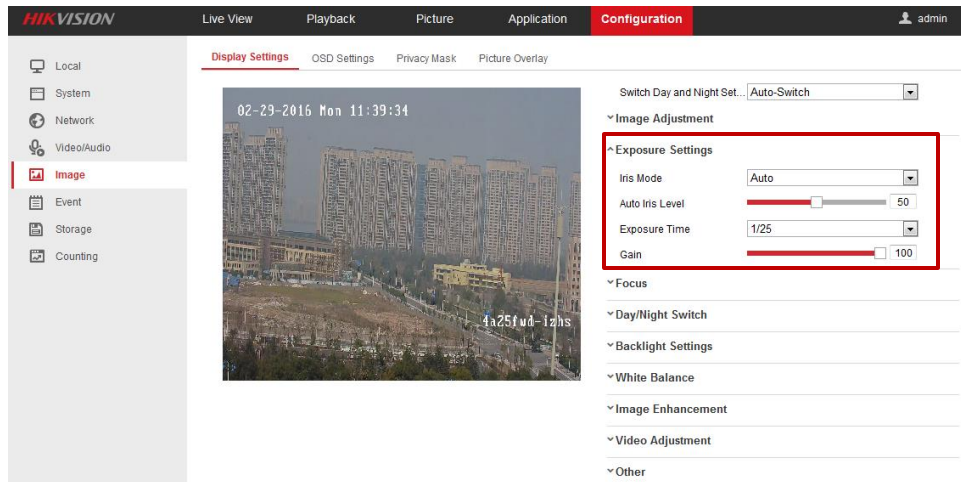 HIKVISION Live View Playback Picture Application Configuration admin
Display Settings OSD Settings Privacy Mask Picture Overlay
Local
System
Network
Video/Audio
Image
Event
Storage
Counting
02-29-2016 Mon 11:39:34
4a25fwd-izhs
Switch Day and Night Set... Auto-Switch
Image Adjustment
Exposure Settings
Iris Mode Auto
Auto Iris Level 50
Exposure Time 1/25
Gain 100
Focus
Day/Night Switch
Backlight Settings
White Balance
Image Enhancement
Video Adjustment
Other